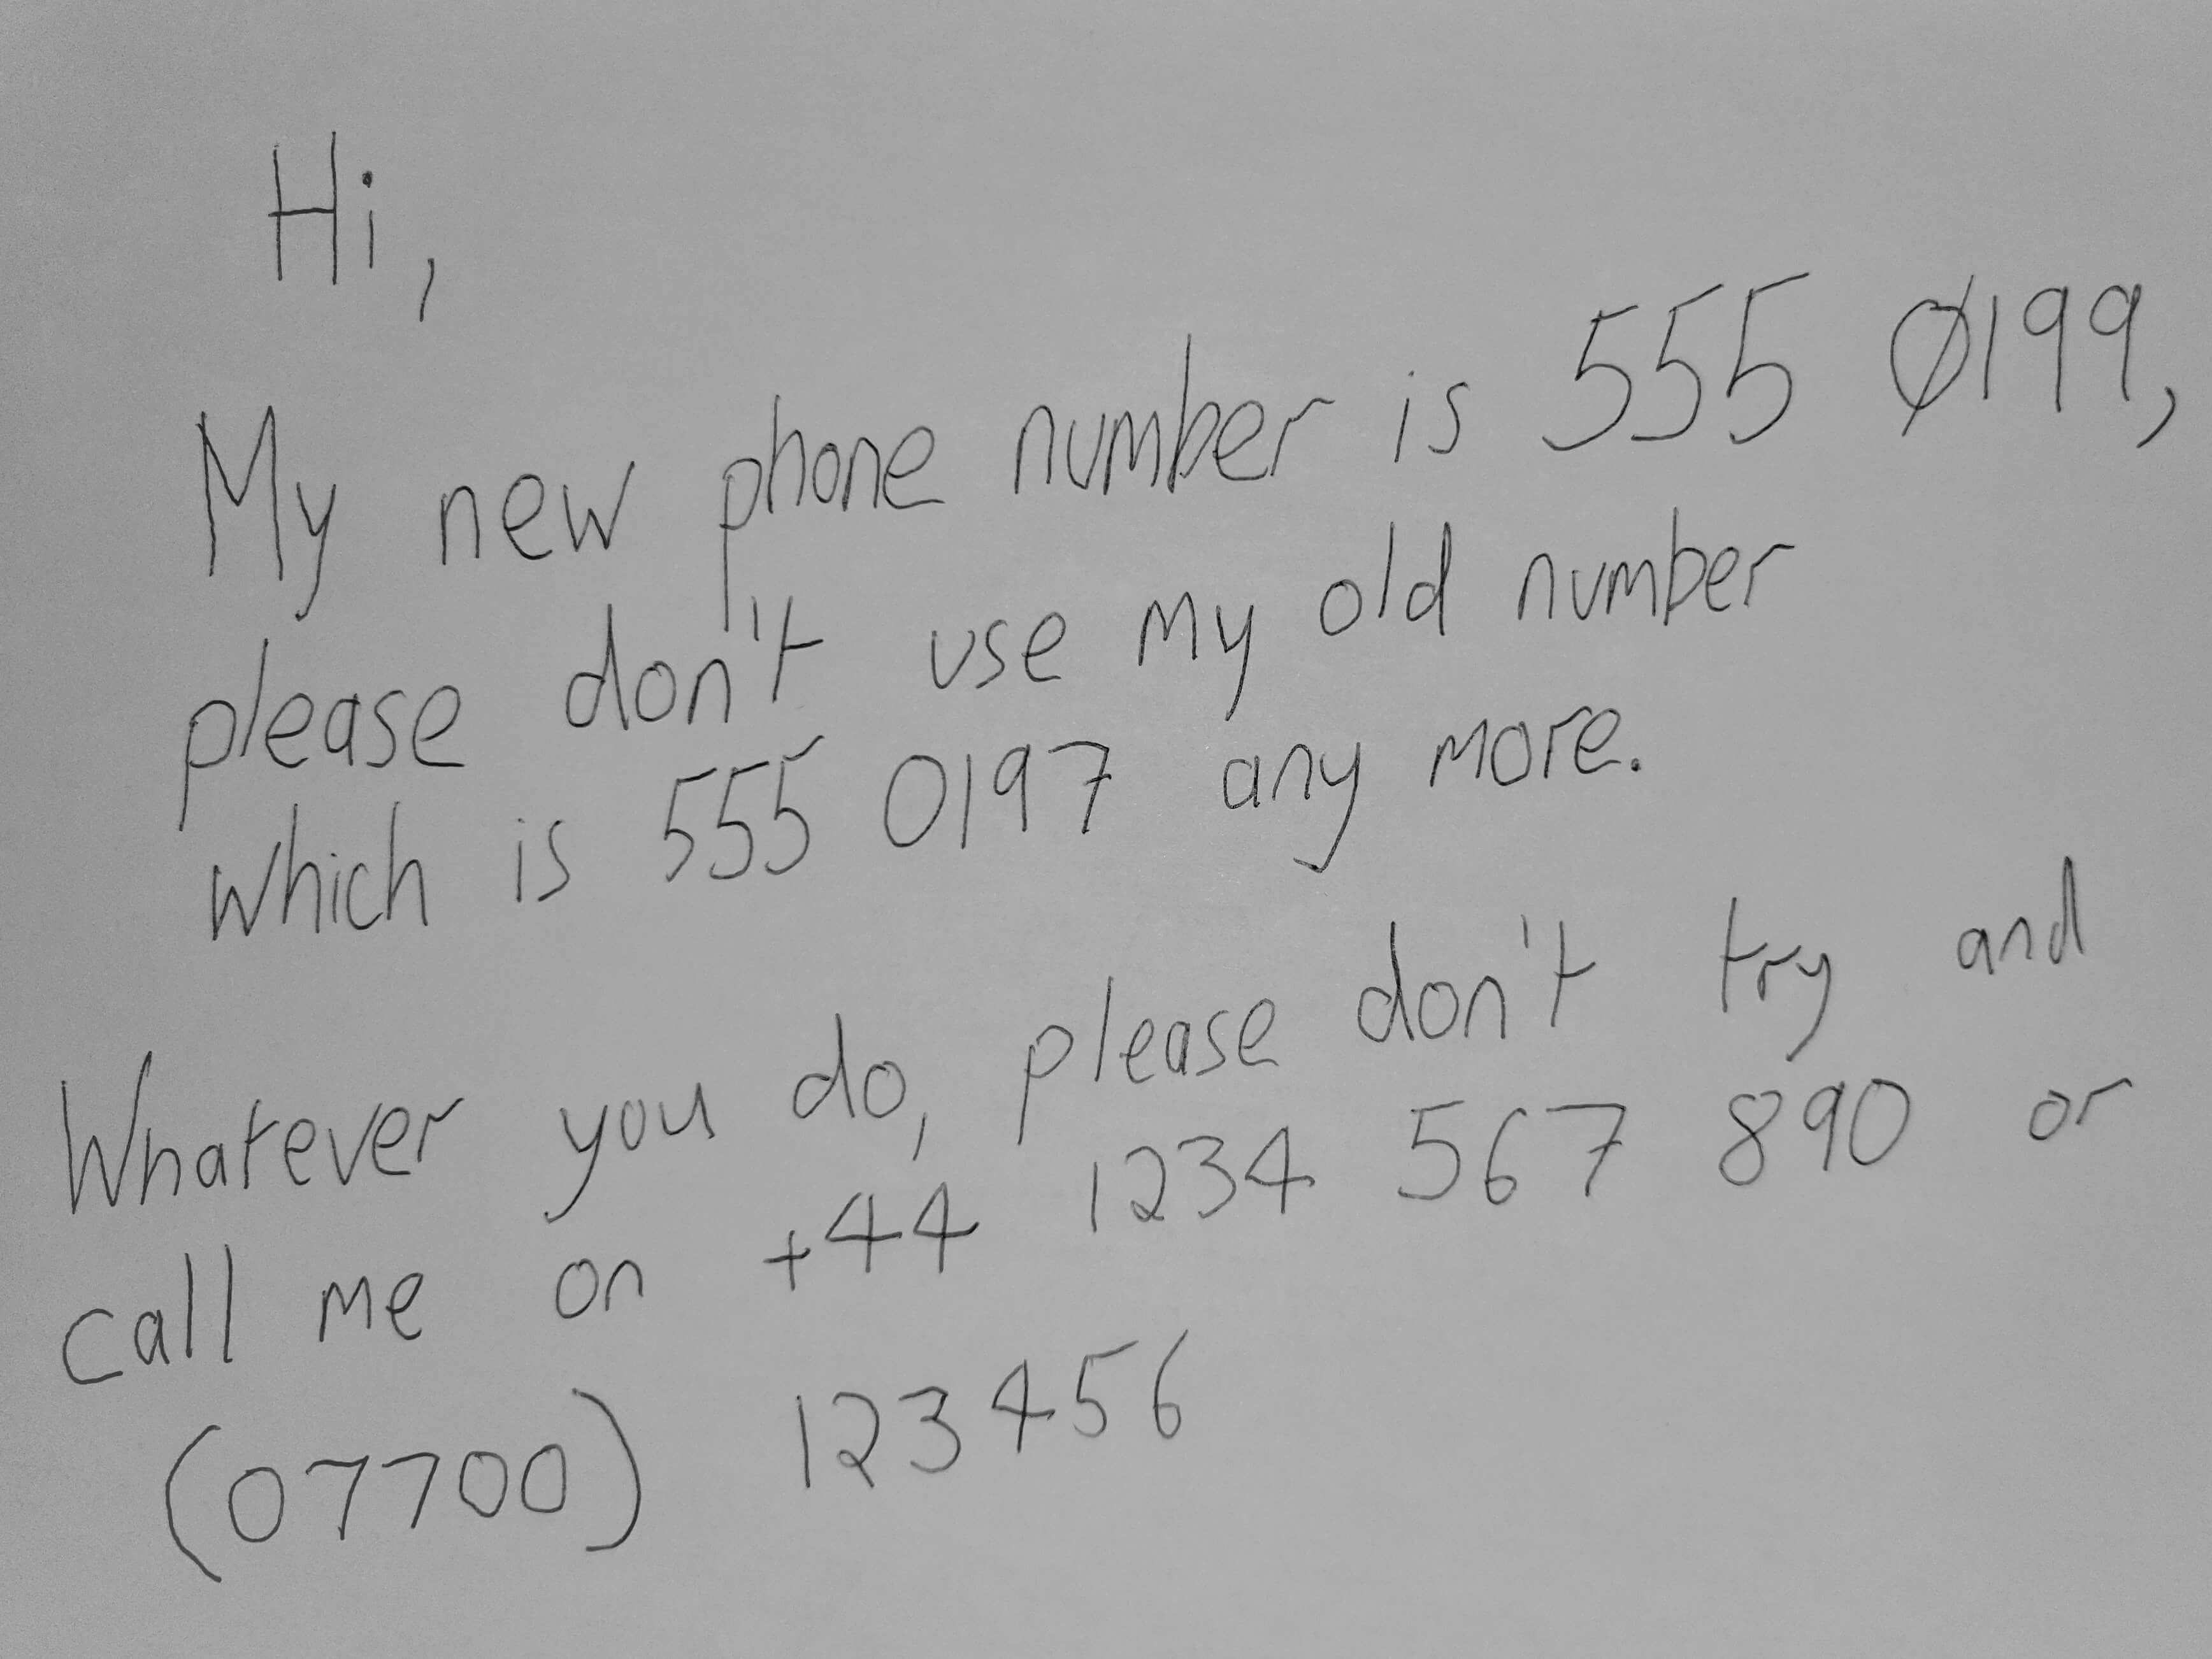 Hi,
My new phone number is 555 0199,
please don't use my old number
which is 555 0197 any more.
Whatever you do, please don't try and
call me on +44 1234 567 890 or
(07700) 123456